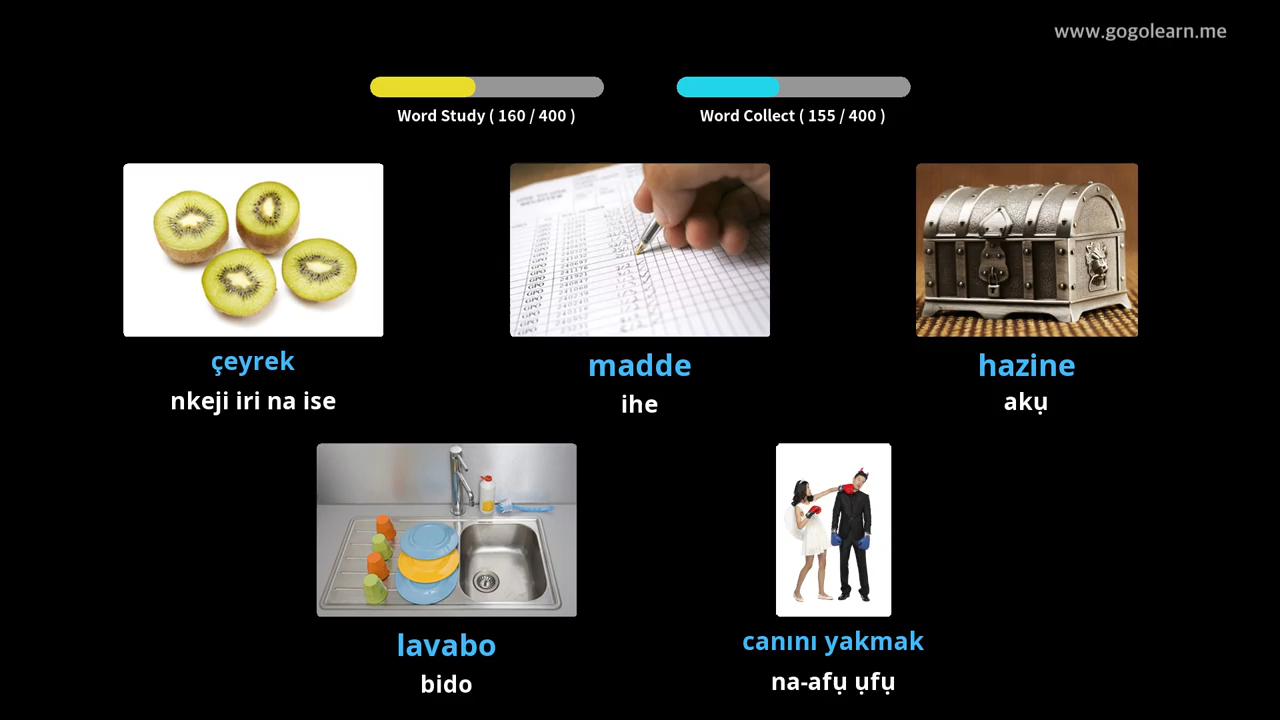 www.gogolearn.me
Word Study ( 160 / 400 )
Word Collect ( 155 / 400 )
çeyrek
nkeji iri na ise
madde
ihe
hazine
akụ
lavabo
bido
canını yakmak
na-afụ ụfụ